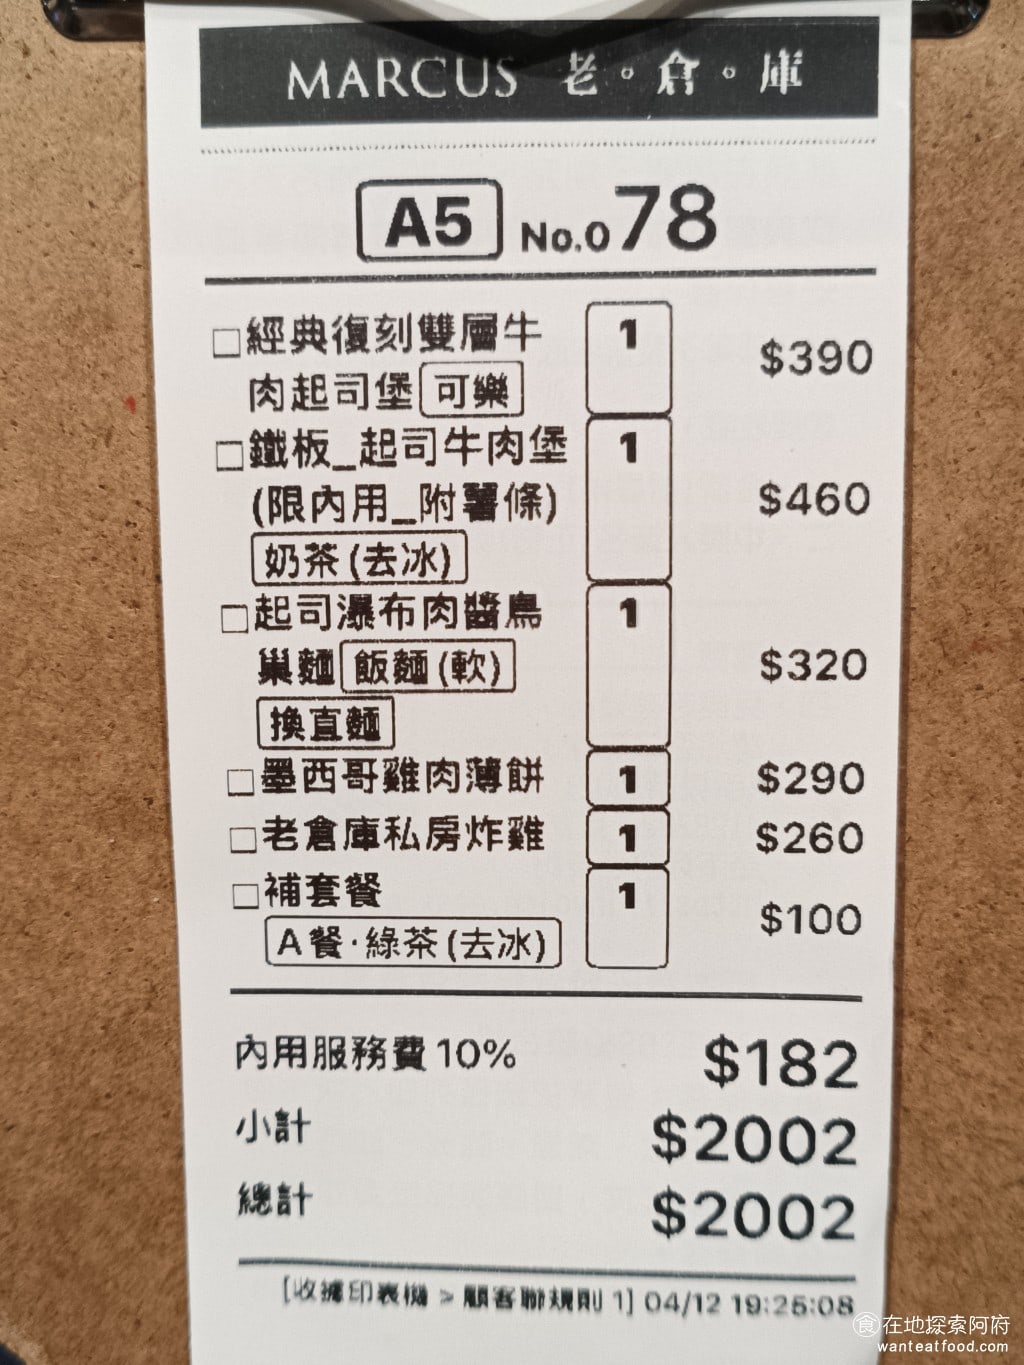 MARCUS 老。倉。庫
A5 No.078
□經典復刻雙層牛 1 $390
肉起司堡 可樂
□鐵板_起司牛肉堡 1 $460
(限內用_附薯條)
奶茶(去冰)
□起司瀑布肉醬鳥 1 $320
巢麵 飯麵(軟)
換直麵
□墨西哥雞肉薄餅 1 $290
□老倉庫私房炸雞 1 $260
□補套餐 1 $100
A餐·綠茶(去冰)
內用服務費10% $182
小計 $2002
總計 $2002
[收據印表機 > 顧客聯規則 1] 04/12 19:25:08
食 在地探索阿府
wanteatfood.com